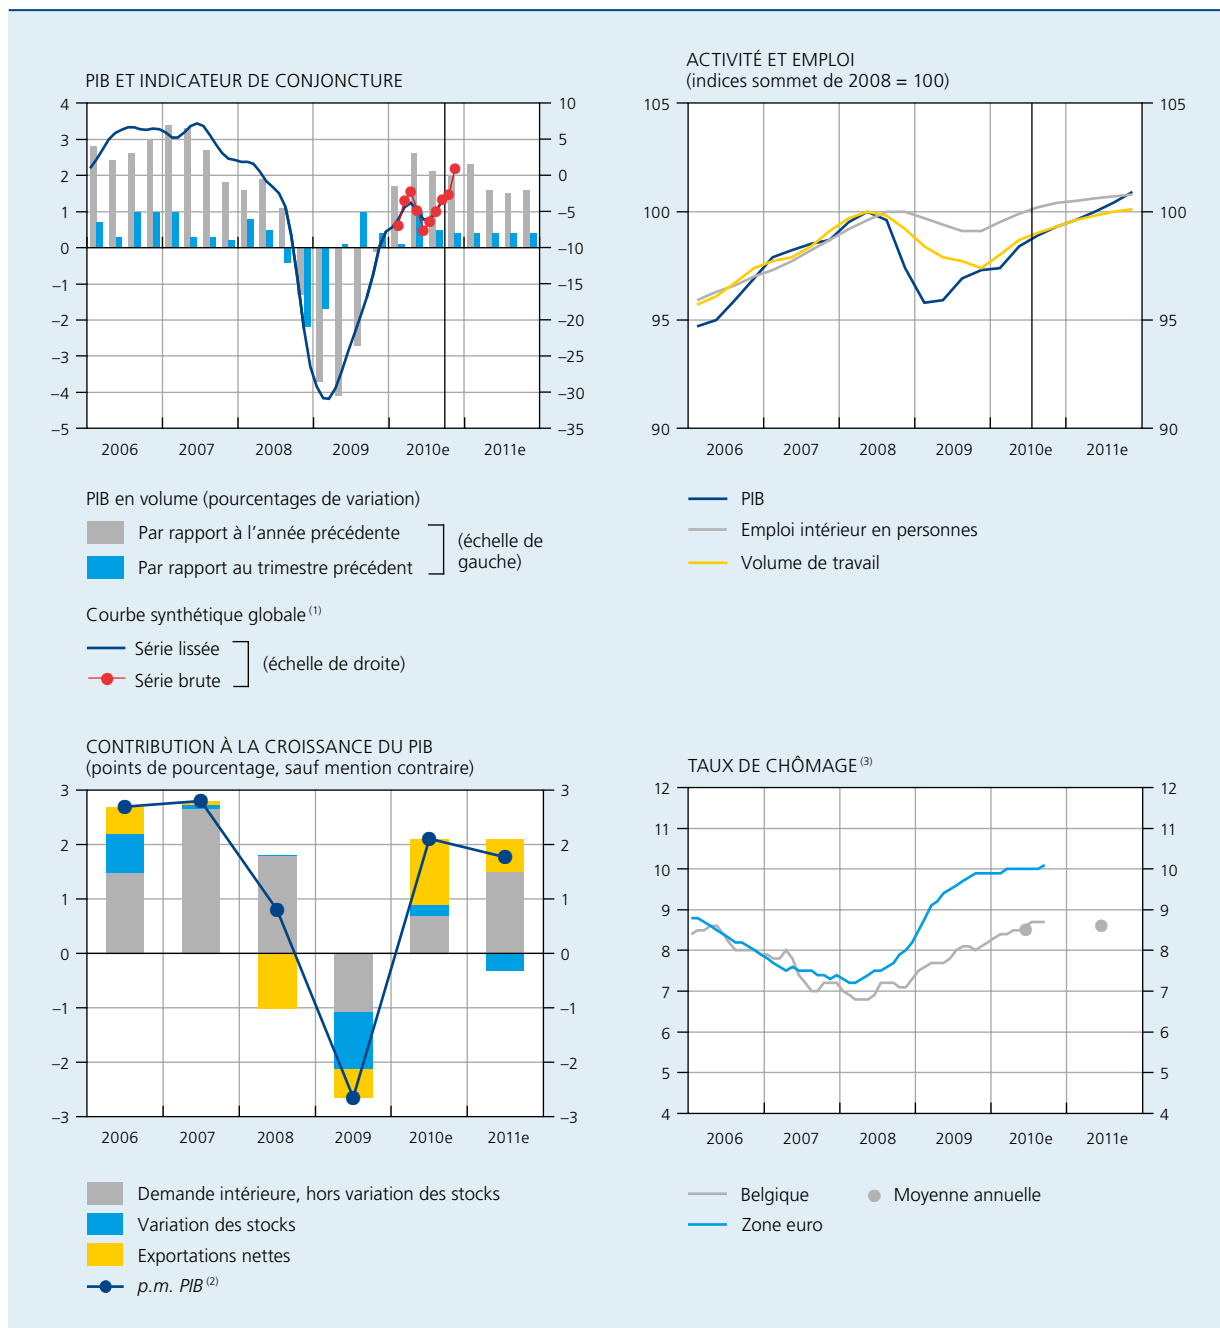 PIB ET INDICATEUR DE CONJONCTURE
4 10
3 5
2 0
1 –5
0 –10
–1 –15
–2 –20
–3 –25
–4 –30
–5 –35
2006 2007 2008 2009 2010e 2011e
PIB en volume (pourcentages de variation)
Par rapport à l’année précédente
Par rapport au trimestre précédent
(échelle de
gauche)
Courbe synthétique globale (1)
Série lissée
Série brute
(échelle de droite)
ACTIVITÉ ET EMPLOI
(indices sommet de 2008 = 100)
105 105
100 100
95 95
90 90
2006 2007 2008 2009 2010e 2011e
PIB
Emploi intérieur en personnes
Volume de travail
CONTRIBUTION À LA CROISSANCE DU PIB
(points de pourcentage, sauf mention contraire)
3 3
2 2
1 1
0 0
–1 –1
–2 –2
–3 –3
2006 2007 2008 2009 2010e 2011e
Demande intérieure, hors variation des stocks
Variation des stocks
Exportations nettes
p.m. PIB (2)
TAUX DE CHÔMAGE (3)
12 12
11 11
10 10
9 9
8 8
7 7
6 6
5 5
4 4
2006 2007 2008 2009 2010e 2011e
Belgique Moyenne annuelle
Zone euro